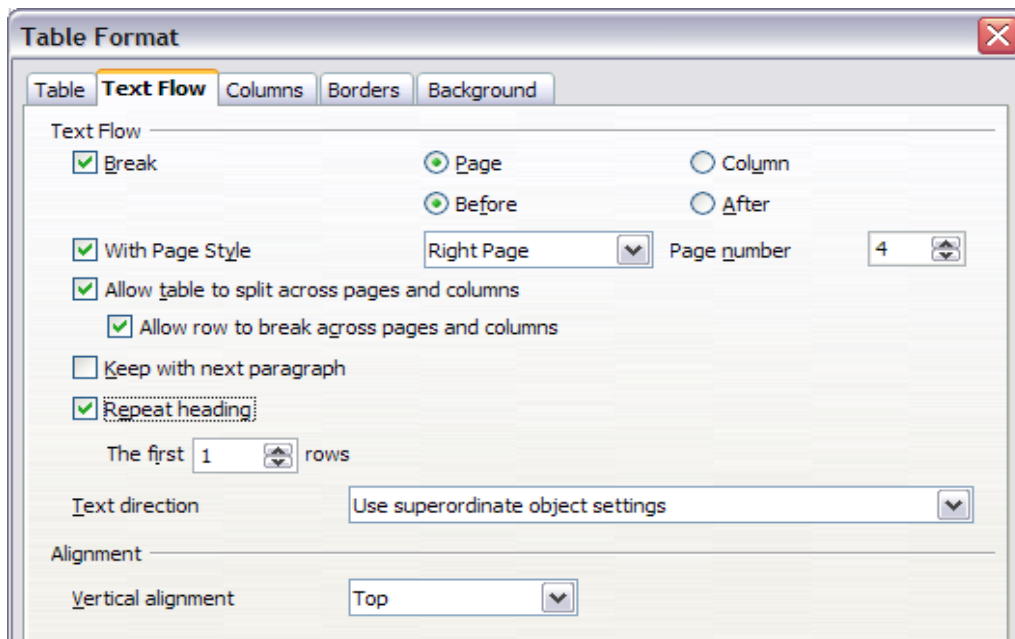 Table Format
Table Text Flow Columns Borders Background
Text Flow
Break Page Column
Before After
With Page Style Right Page Page number 4
Allow table to split across pages and columns
Allow row to break across pages and columns
Keep with next paragraph
Repeat heading
The first 1 rows
Text direction Use superordinate object settings
Alignment
Vertical alignment Top